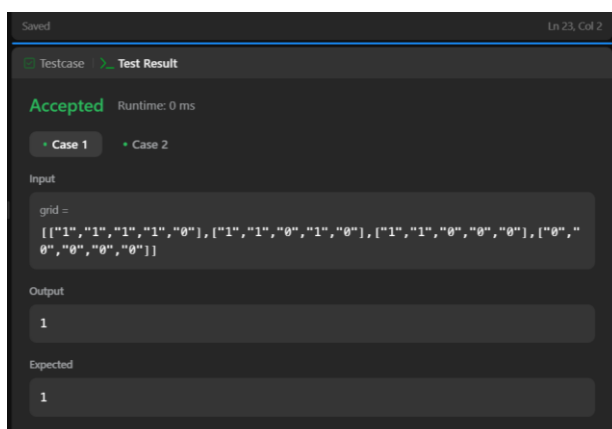 Saved Ln 23, Col 2
Testcase >_ Test Result
Accepted Runtime: 0 ms
• Case 1 • Case 2
Input
grid =
[["1","1","1","1","0"],["1","1","0","1","0"],["1","1","0","0","0"],["0","
0","0","0","0"]]
Output
1
Expected
1